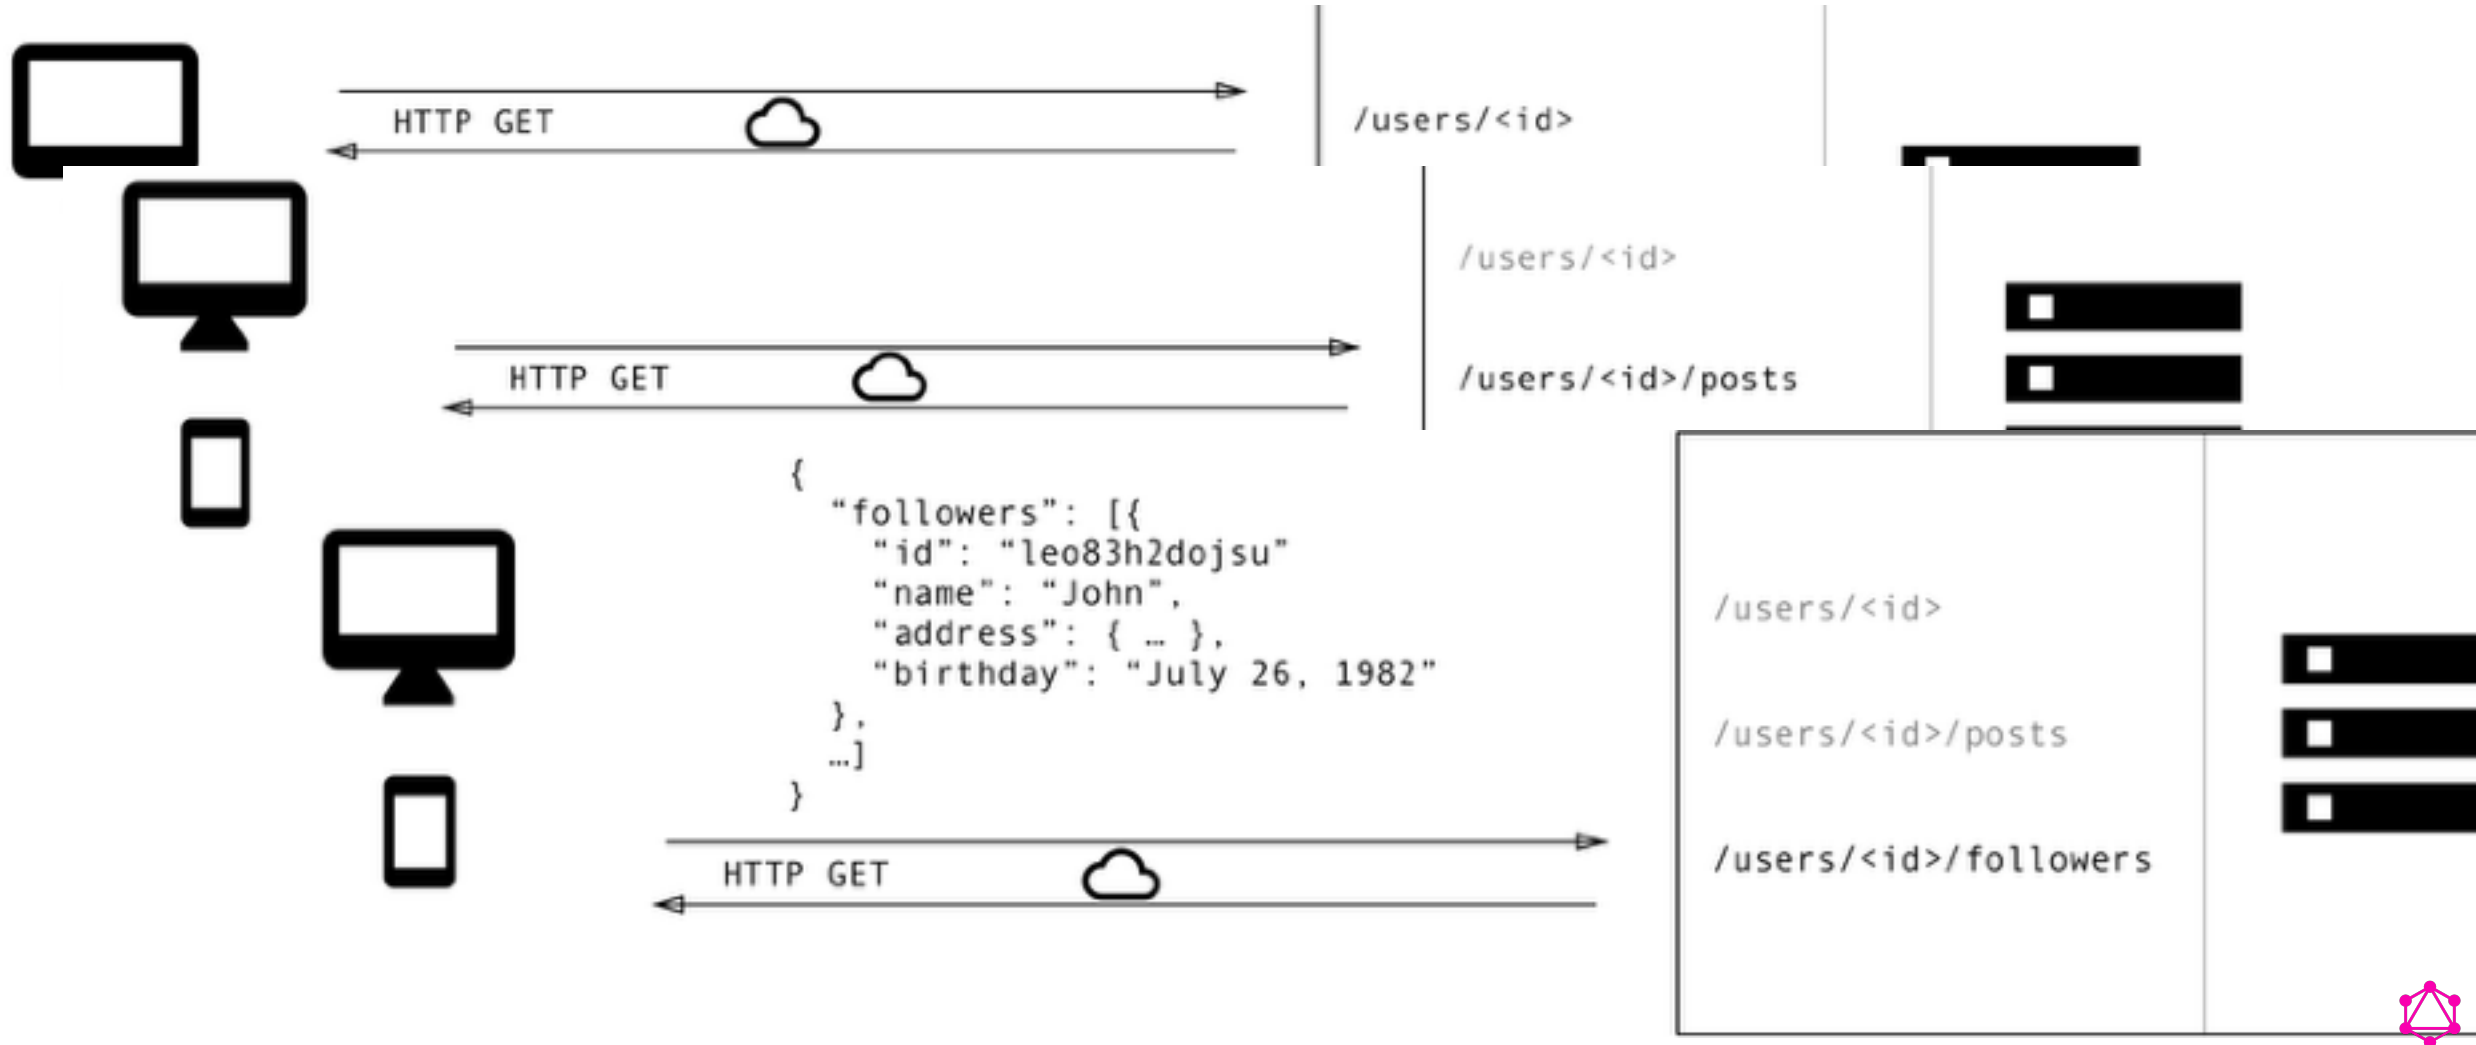 HTTP GET
/users/<id>
/users/<id>
HTTP GET
/users/<id>/posts
{
“followers”: [{
“id”: “leo83h2dojsu”
“name”: “John”,
“address”: { … },
“birthday”: “July 26, 1982”
},
…]
}
/users/<id>
/users/<id>/posts
/users/<id>/followers
HTTP GET